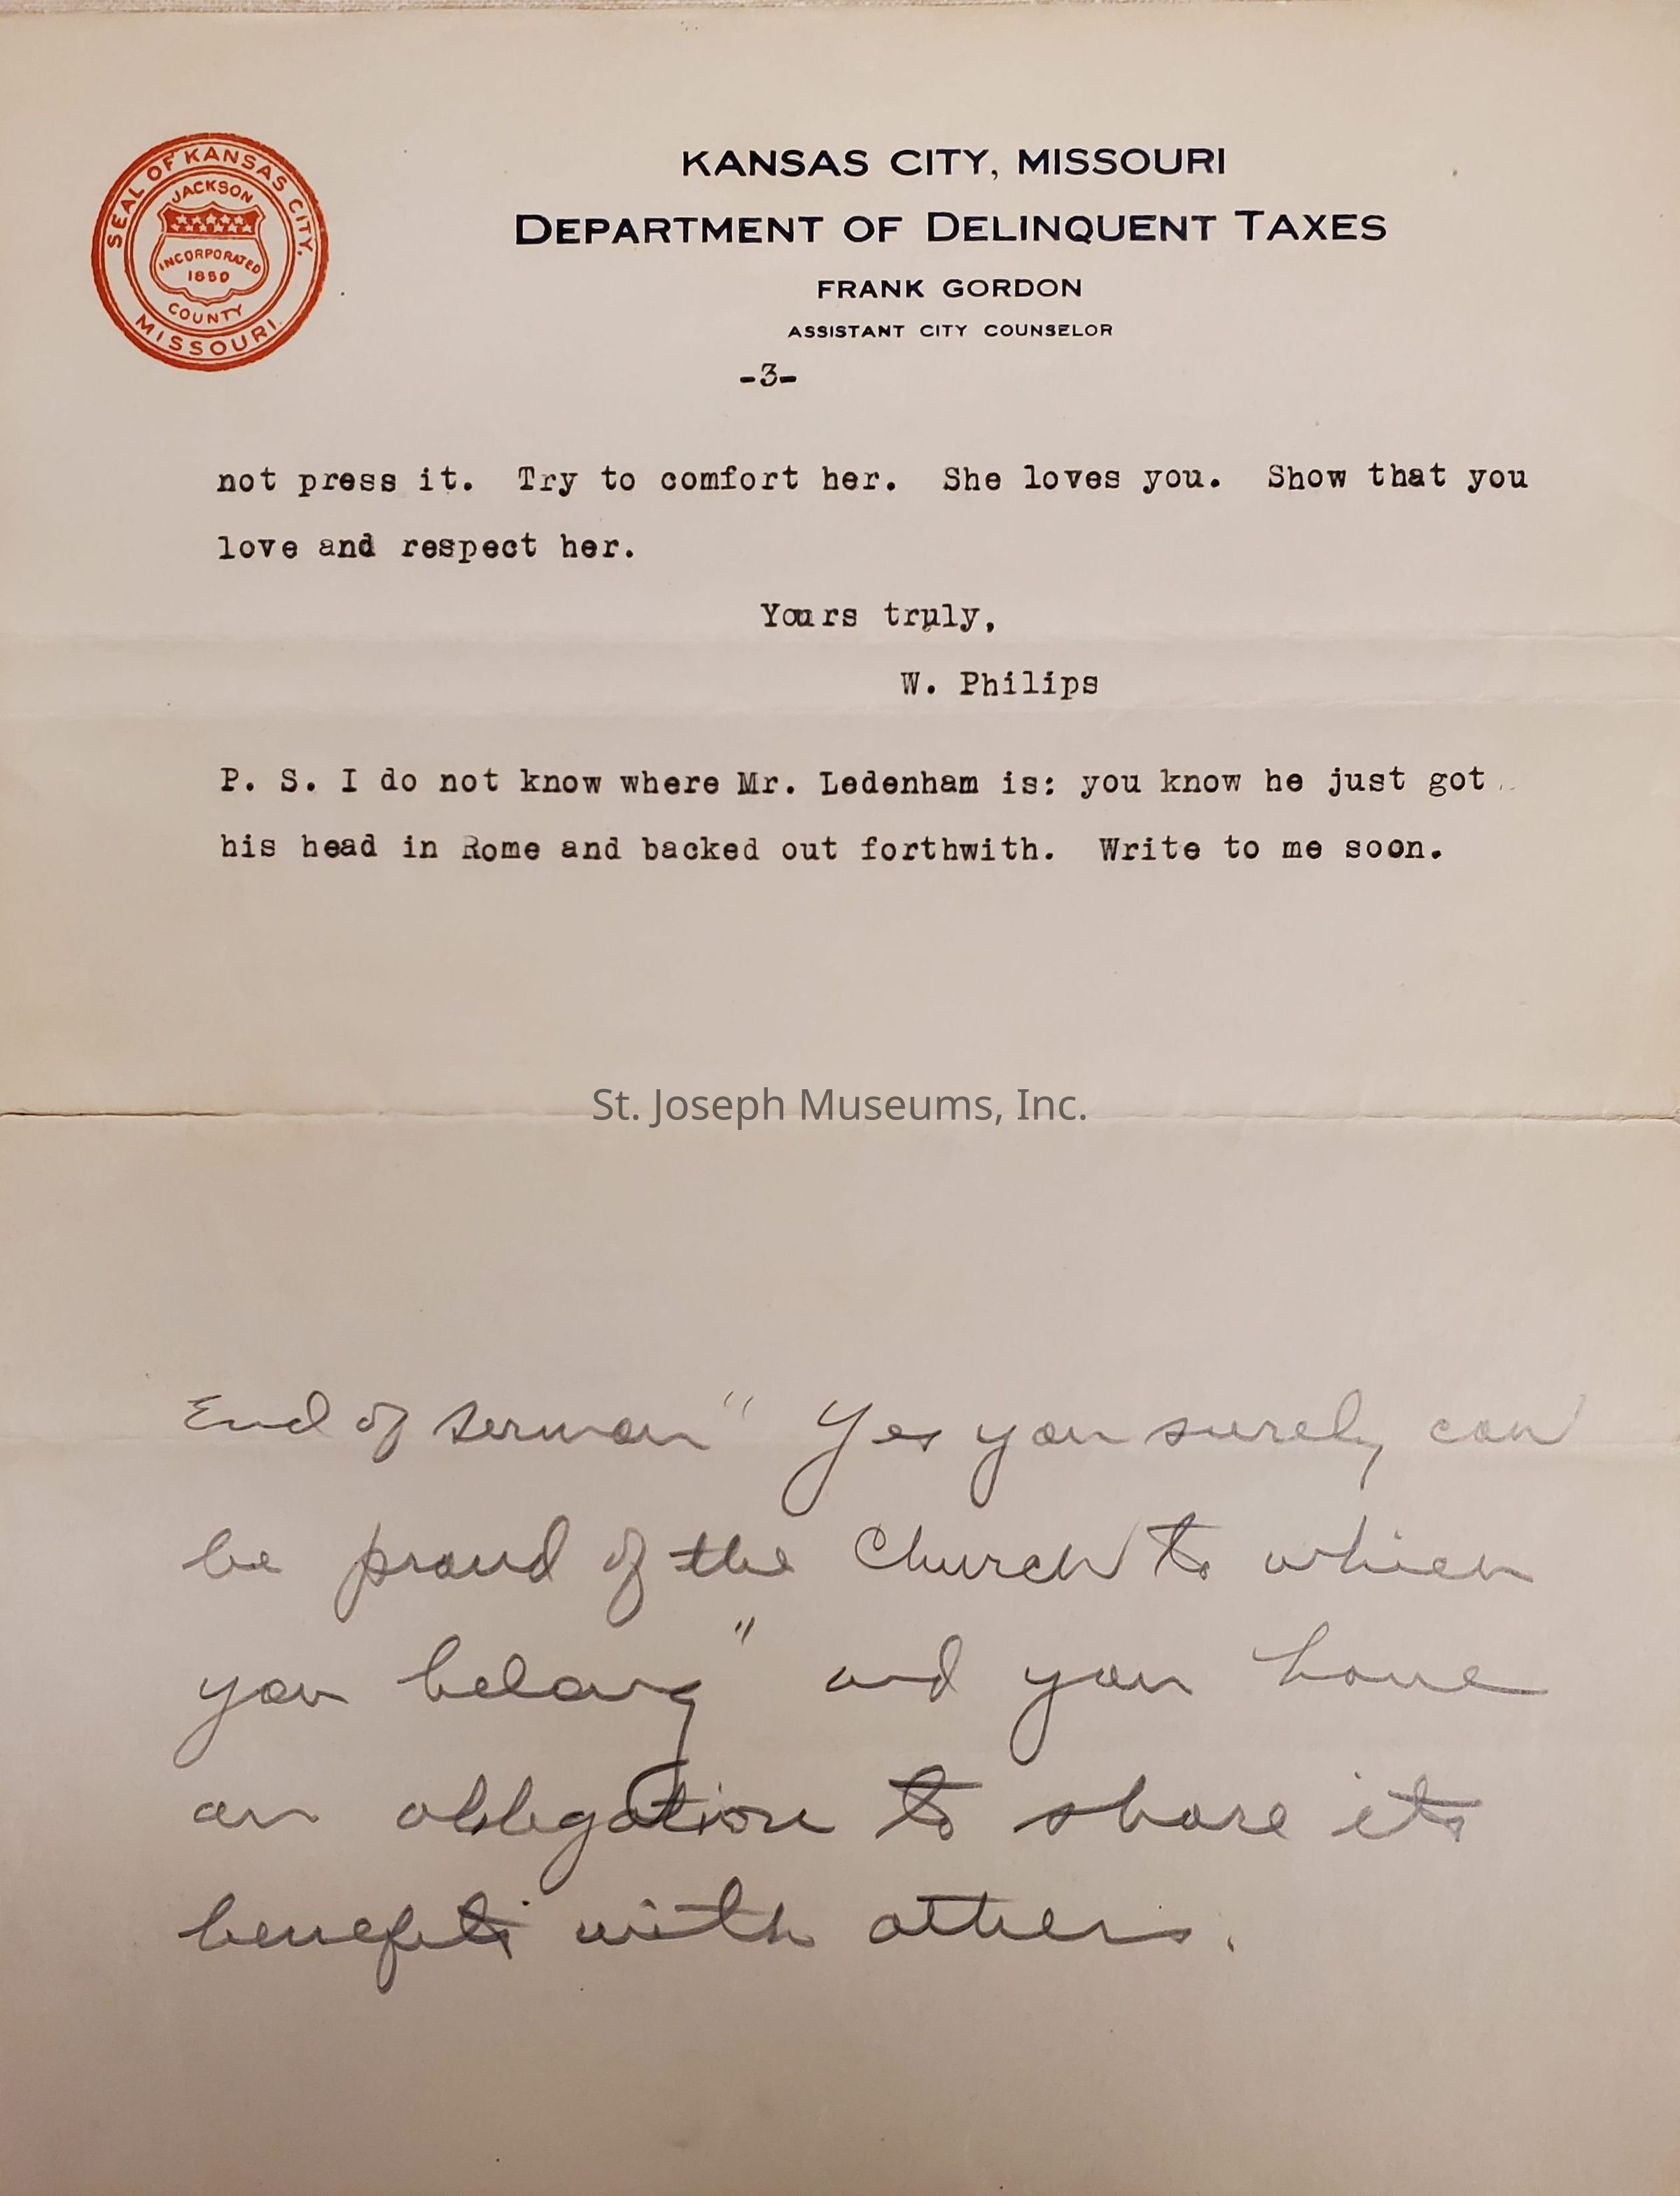 SEAL OF KANSAS CITY,
MISSOURI
JACKSON
INCORPORATED
1850
COUNTY
KANSAS CITY, MISSOURI
DEPARTMENT OF DELINQUENT TAXES
FRANK GORDON
ASSISTANT CITY COUNSELOR
-3-
not press it. Try to comfort her. She loves you. Show that you
love and respect her.
Yours truly,
W. Philips
P. S. I do not know where Mr. Ledenham is: you know he just got
his head in Rome and backed out forthwith. Write to me soon.
St. Joseph Museums, Inc.
End of sermon " Yes you surely can
be proud of the Church to which
you belong" and you have
an obligation to share its
benefits with others.